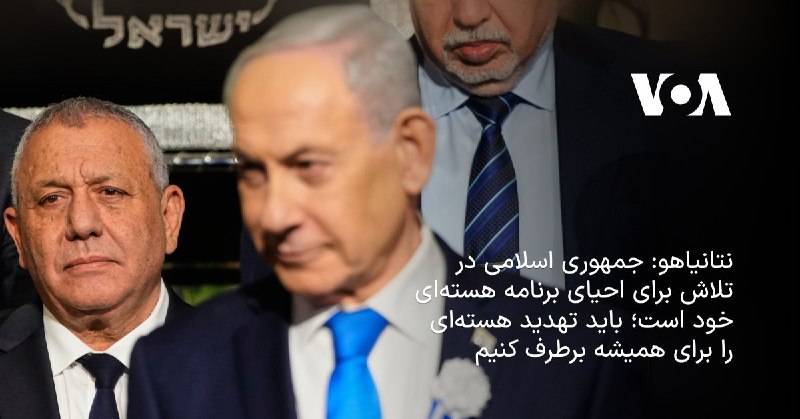 ישראל
VOA
نتانیاهو: جمهوری اسلامی در
تلاش برای احیای برنامه هسته‌ای
خود است؛ باید تهدید هسته‌ای
را برای همیشه برطرف کنیم